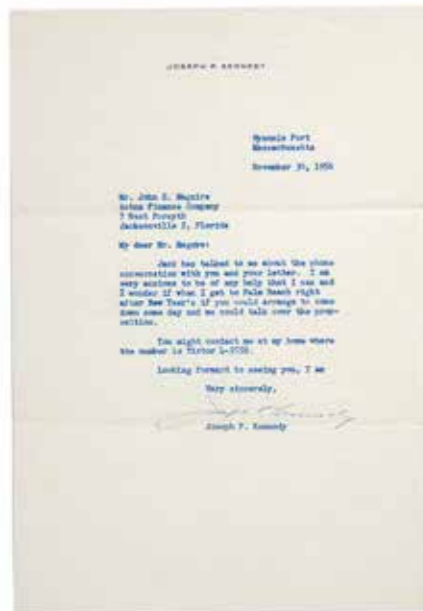 JOSEPH P. KENNEDY
Hyannis Port
Massachusetts
November 30, 1956
Mr. John H. Maguire
Finance Company
7 West Forsyth
Jacksonville 2, Florida
My dear Mr. Maguire:
Jack has talked to me about the phone
conversation with you and your letter. I am
very anxious to be of any help that I can and
I wonder if when I get to Palm Beach right
after New Year's if you could arrange to come
down some day and we could talk over the prop-
osition.
You might contact me at my home where
the number is Victor
Looking forward to seeing you, I am
Very sincerely,
Joseph P. Kennedy